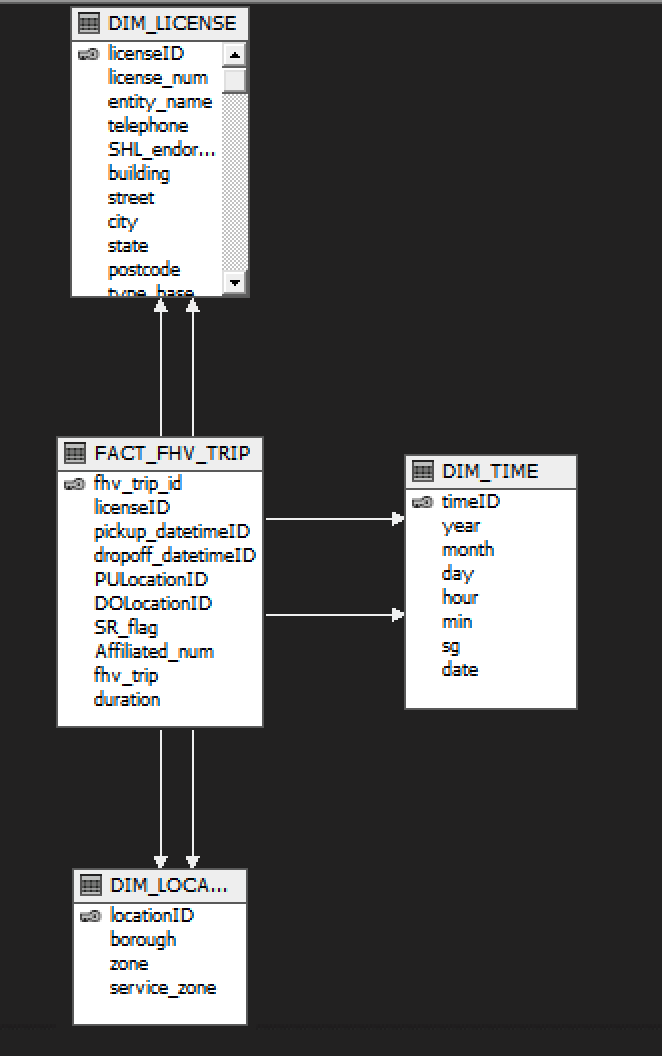 DIM_LICENSE
licenseID
license_num
entity_name
telephone
SHL_endor...
building
street
city
state
postcode
type_base
FACT_FHV_TRIP
fhv_trip_id
licenseID
pickup_datetimeID
dropoff_datetimeID
PULocationID
DOLocationID
SR_flag
Affiliated_num
fhv_trip
duration
DIM_TIME
timeID
year
month
day
hour
min
sg
date
DIM_LOCA...
locationID
borough
zone
service_zone